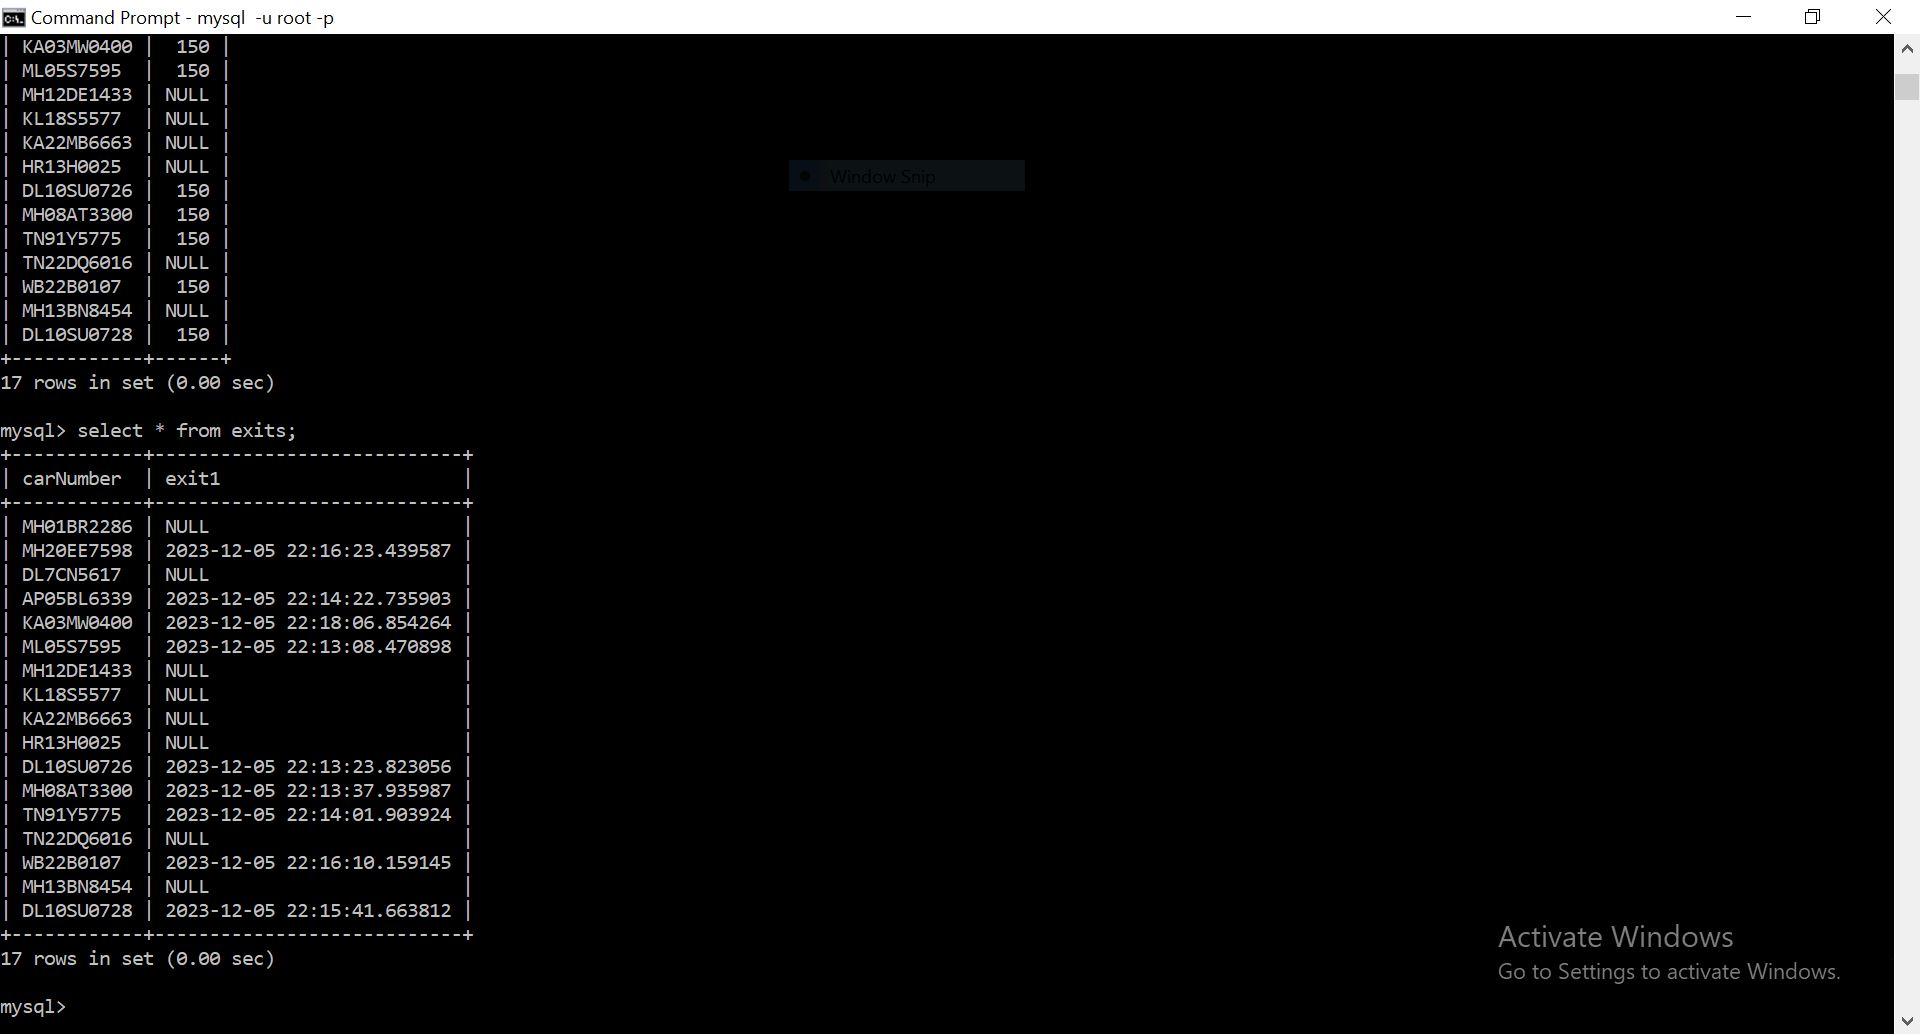 Command Prompt - mysql  -u root -p
| KA03MW0400 |  150 |
| ML05S7595  |  150 |
| MH12DE1433 | NULL |
| KL18S5577  | NULL |
| KA22MB6663 | NULL |
| HR13H0025  | NULL |
| DL10SU0726 |  150 |
| MH08AT3300 |  150 |
| TN91Y5775  |  150 |
| TN22DQ6016 | NULL |
| WB22B0107  |  150 |
| MH13BN8454 | NULL |
| DL10SU0728 |  150 |
+------------+------+
17 rows in set (0.00 sec)
Window Snip
mysql> select * from exits;
+------------+----------------------------+
| carNumber  | exit1                      |
+------------+----------------------------+
| MH01BR2286 | NULL                       |
| MH20EE7598 | 2023-12-05 22:16:23.439587 |
| DL7CN5617  | NULL                       |
| AP05BL6339 | 2023-12-05 22:14:22.735903 |
| KA03MW0400 | 2023-12-05 22:18:06.854264 |
| ML05S7595  | 2023-12-05 22:13:08.470898 |
| MH12DE1433 | NULL                       |
| KL18S5577  | NULL                       |
| KA22MB6663 | NULL                       |
| HR13H0025  | NULL                       |
| DL10SU0726 | 2023-12-05 22:13:23.823056 |
| MH08AT3300 | 2023-12-05 22:13:37.935987 |
| TN91Y5775  | 2023-12-05 22:14:01.903924 |
| TN22DQ6016 | NULL                       |
| WB22B0107  | 2023-12-05 22:16:10.159145 |
| MH13BN8454 | NULL                       |
| DL10SU0728 | 2023-12-05 22:15:41.663812 |
+------------+----------------------------+
17 rows in set (0.00 sec)
mysql>
Activate Windows
Go to Settings to activate Windows.